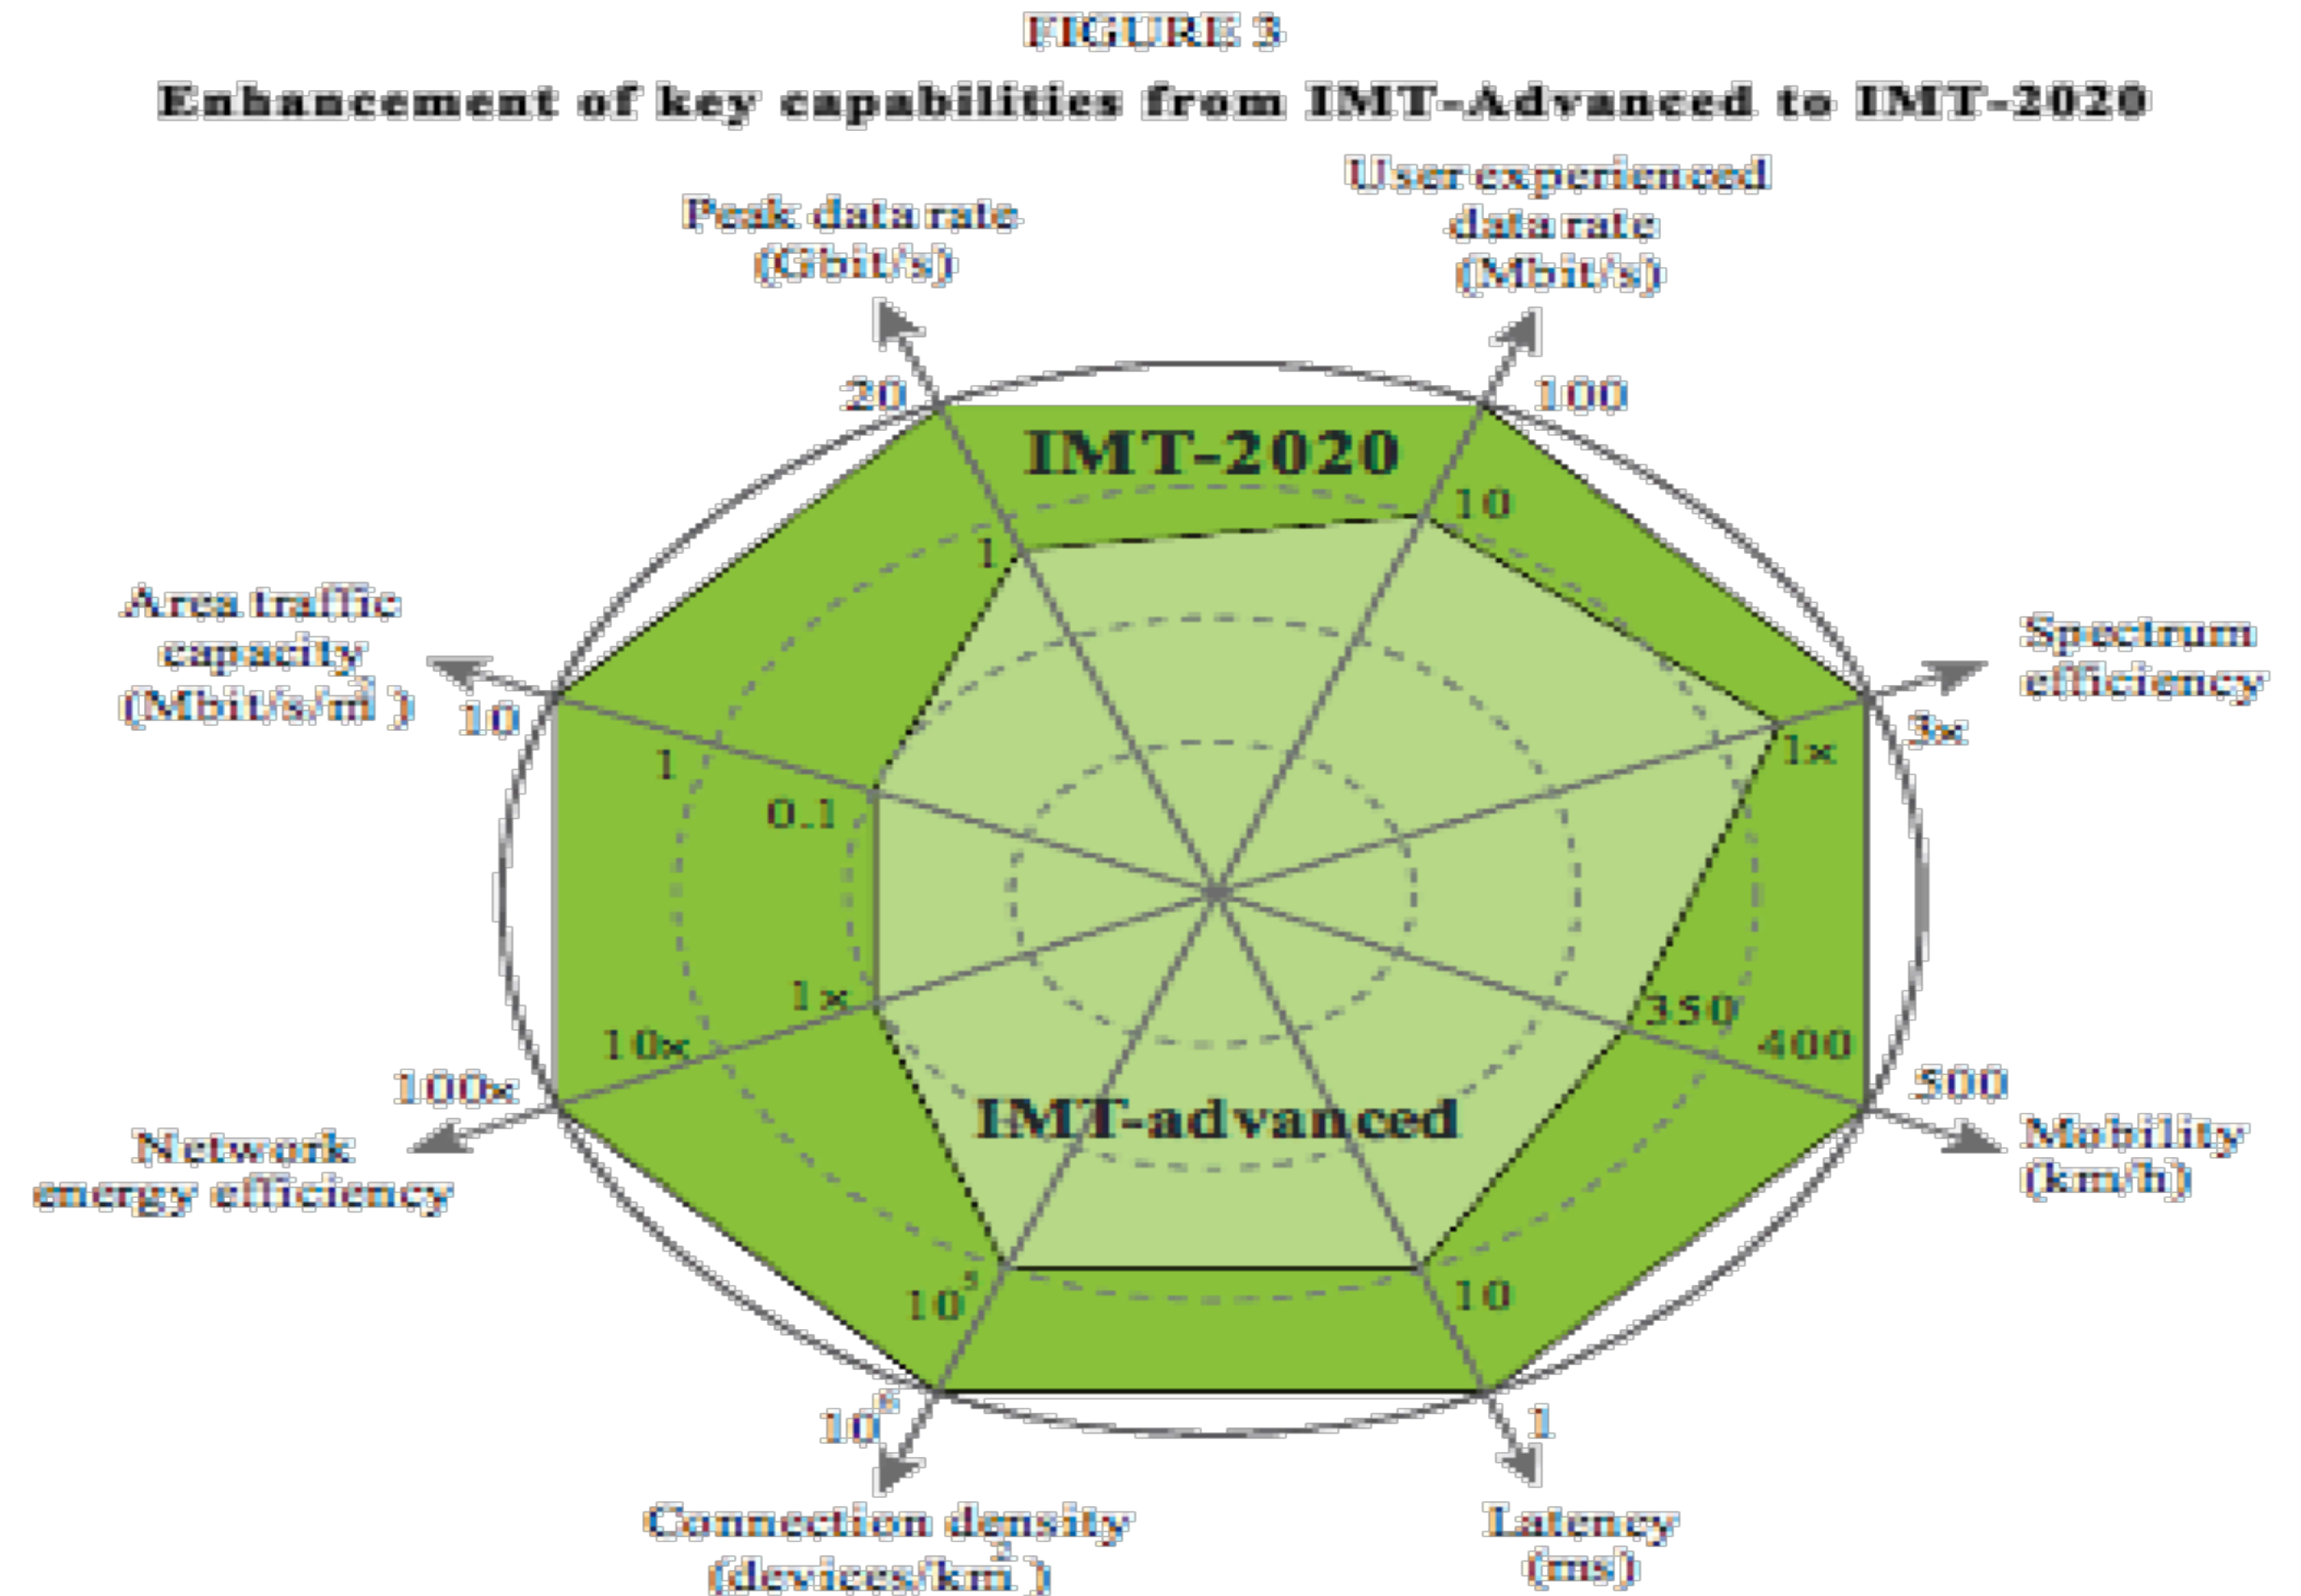 FIGURE 3
Enhancement of key capabilities from IMT-Advanced to IMT-2020
Peak data rate
(Gbit/s)
User experienced
data rate
(Mbit/s)
20
100
IMT-2020
10
1
Area traffic
capacity
(Mbit/s/m²)
10
1
0.1
Spectrum
efficiency
3×
1×
1×
10×
100×
Network
energy efficiency
350
400
500
Mobility
(km/h)
IMT-advanced
10⁵
10
10⁶
1
Connection density
(devices/km²)
Latency
(ms)